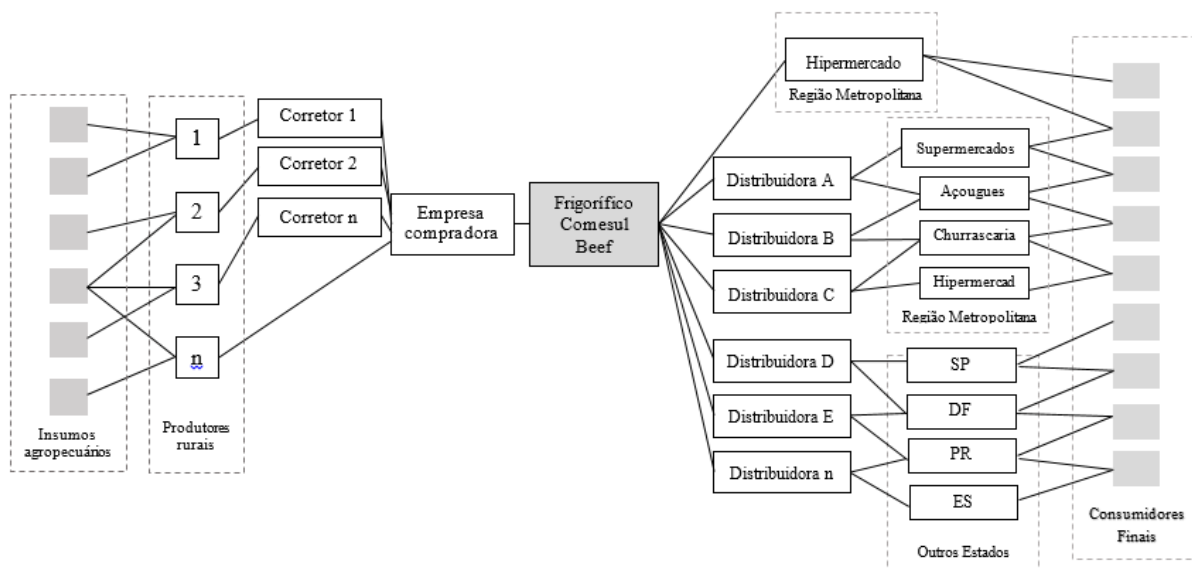 Insumos
agropecuários
1
2
3
n
Produtores
rurais
Corretor 1
Corretor 2
Corretor n
Empresa
compradora
Frigorífico
Comesul
Beef
Hipermercado
Região Metropolitana
Distribuidora A
Distribuidora B
Distribuidora C
Distribuidora D
Distribuidora E
Distribuidora n
Supermercados
Açougues
Churrascaria
Hipermercad
Região Metropolitana
SP
DF
PR
ES
Outros Estados
Consumidores
Finais